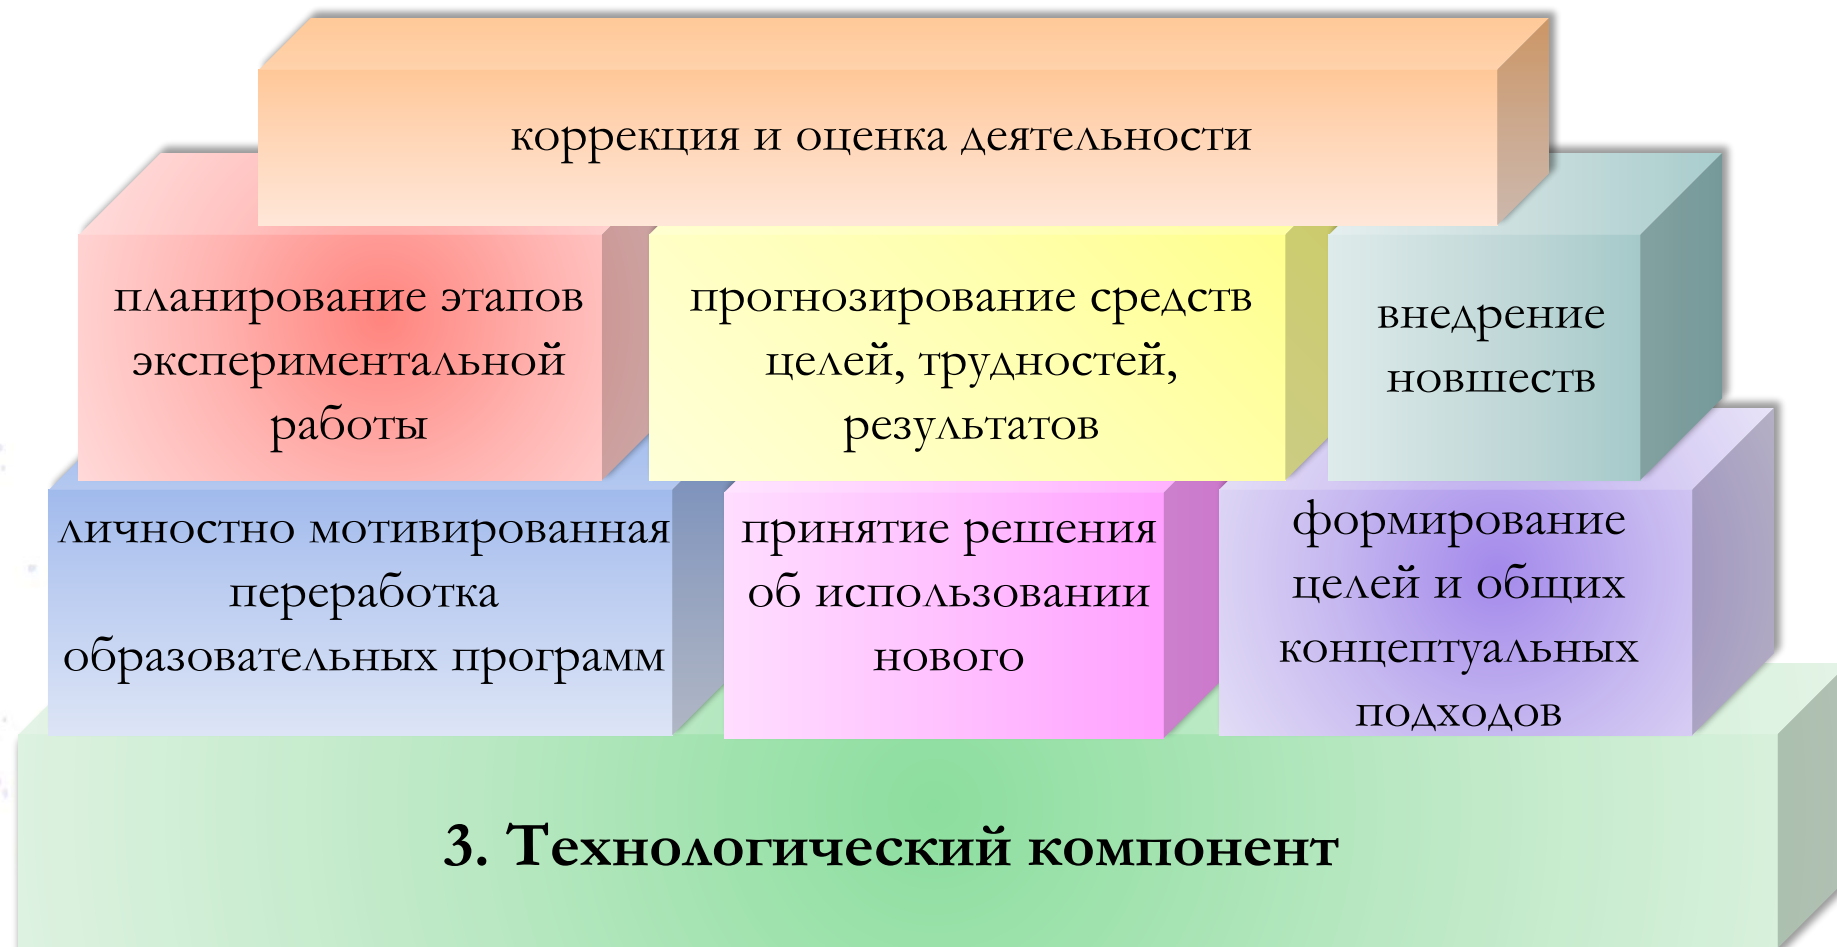 коррекция и оценка деятельности
планирование этапов
экспериментальной
работы
прогнозирование средств
целей, трудностей,
результатов
внедрение
новшеств
личностно мотивированная
переработка
образовательных программ
принятие решения
об использовании
нового
формирование
целей и общих
концептуальных
подходов
3. Технологический компонент